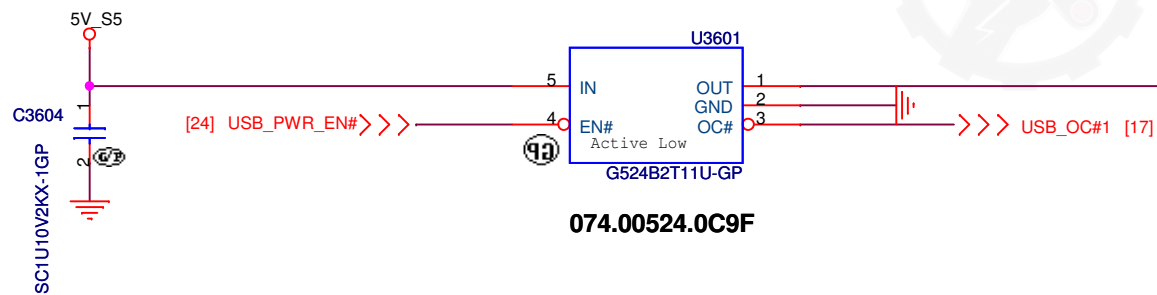 5V_S5
U3601
5 IN OUT 1
GND 2
C3604 1
[24] USB_PWR_EN# 4 EN# OC# 3 USB_OC#1 [17]
Active Low
2
G524B2T11U-GP
SC1U10V2KX-1GP
074.00524.0C9F